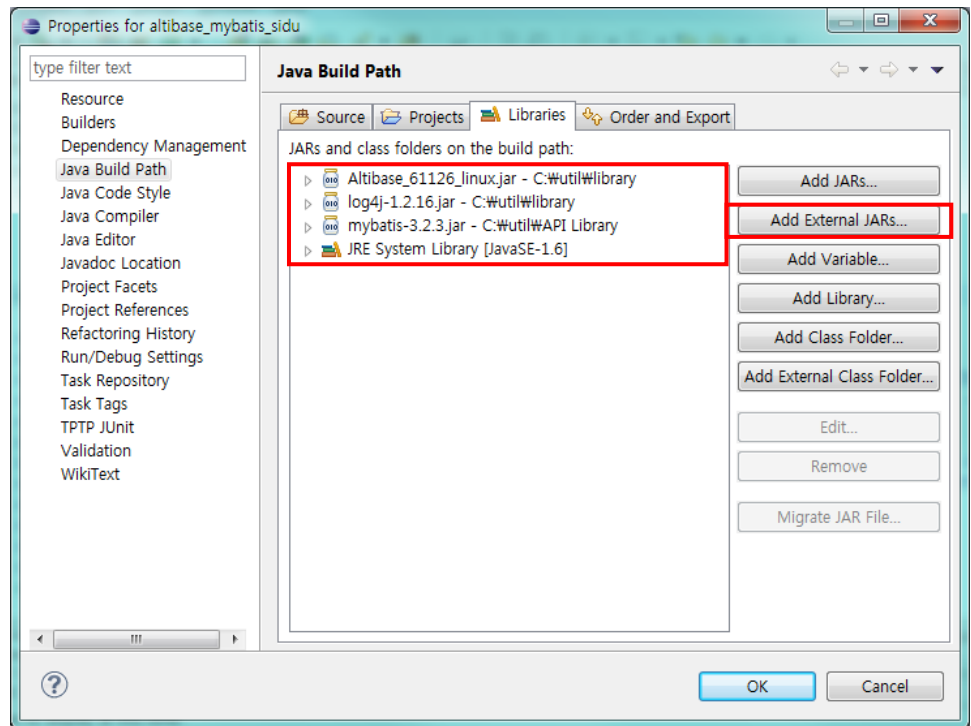 Properties for altibase_mybatis_sidu
type filter text
Resource
Builders
Dependency Management
Java Build Path
Java Code Style
Java Compiler
Java Editor
Javadoc Location
Project Facets
Project References
Refactoring History
Run/Debug Settings
Task Repository
Task Tags
TPTP JUnit
Validation
WikiText
Java Build Path
Source Projects Libraries Order and Export
JARs and class folders on the build path:
Altibase_61126_linux.jar - C:₩util₩library
log4j-1.2.16.jar - C:₩util₩library
mybatis-3.2.3.jar - C:₩util₩API Library
JRE System Library [JavaSE-1.6]
Add JARs...
Add External JARs...
Add Variable...
Add Library...
Add Class Folder...
Add External Class Folder...
Edit...
Remove
Migrate JAR File...
OK Cancel